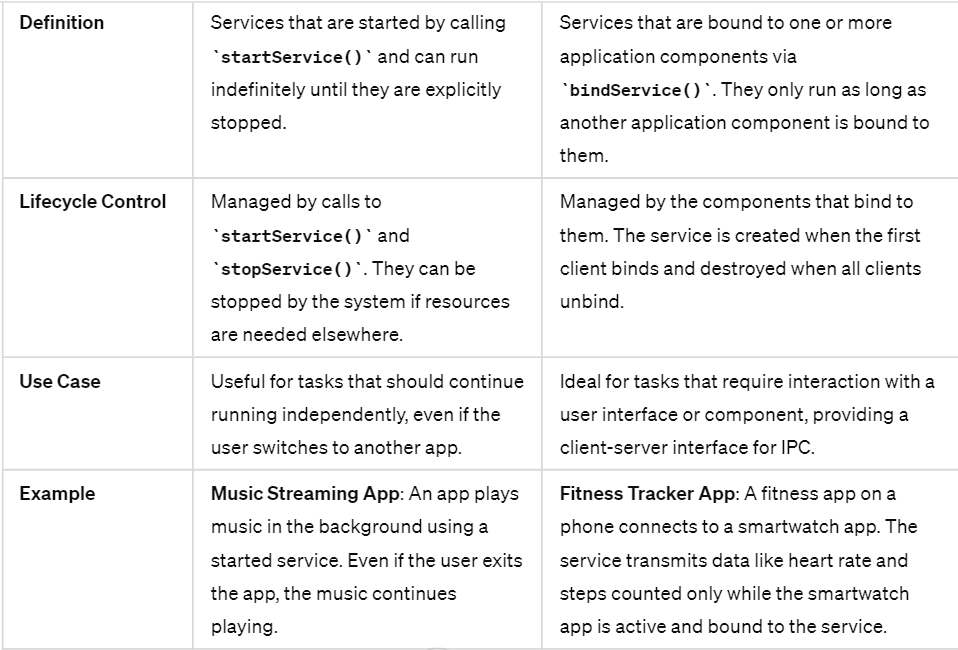 Definition
Services that are started by calling
`startService()` and can run
indefinitely until they are explicitly
stopped.
Services that are bound to one or more
application components via
`bindService()`. They only run as long as
another application component is bound to
them.
Lifecycle Control
Managed by calls to
`startService()` and
`stopService()`. They can be
stopped by the system if resources
are needed elsewhere.
Managed by the components that bind to
them. The service is created when the first
client binds and destroyed when all clients
unbind.
Use Case
Useful for tasks that should continue
running independently, even if the
user switches to another app.
Ideal for tasks that require interaction with a
user interface or component, providing a
client-server interface for IPC.
Example
Music Streaming App: An app plays
music in the background using a
started service. Even if the user exits
the app, the music continues
playing.
Fitness Tracker App: A fitness app on a
phone connects to a smartwatch app. The
service transmits data like heart rate and
steps counted only while the smartwatch
app is active and bound to the service.